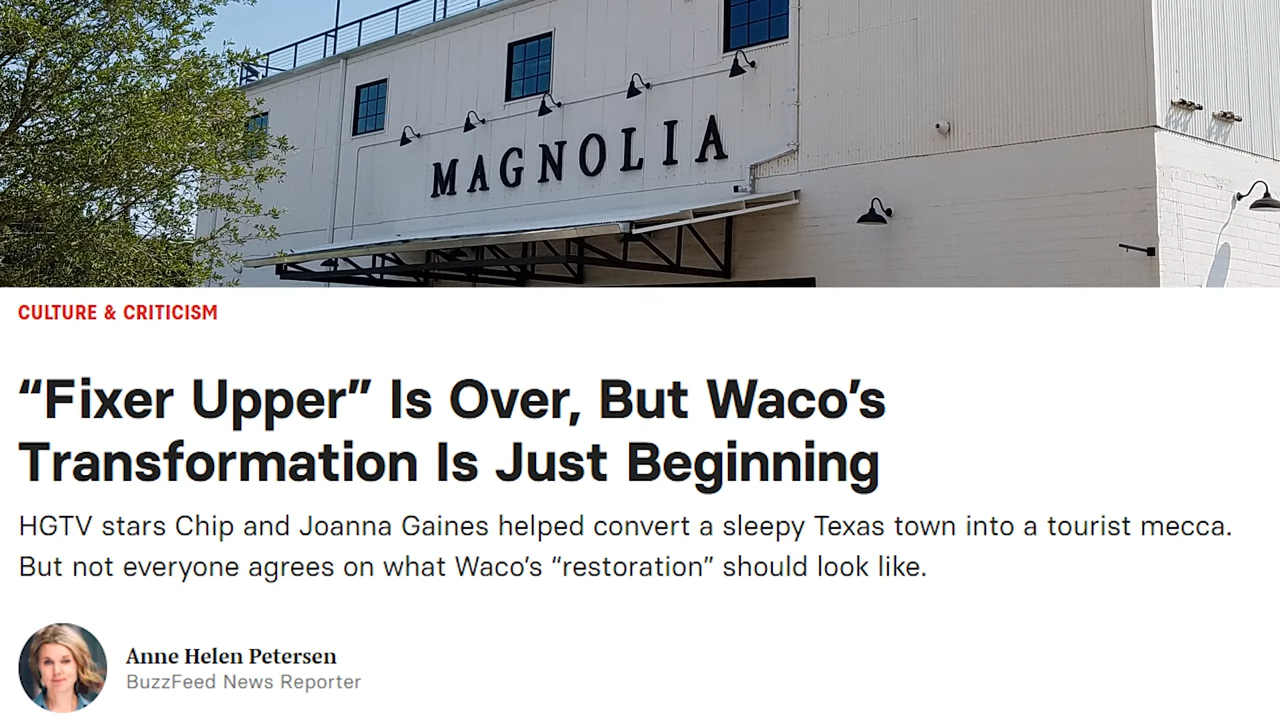 MAGNOLIA
CULTURE & CRITICISM
“Fixer Upper” Is Over, But Waco’s
Transformation Is Just Beginning
HGTV stars Chip and Joanna Gaines helped convert a sleepy Texas town into a tourist mecca.
But not everyone agrees on what Waco’s “restoration” should look like.
Anne Helen Petersen
BuzzFeed News Reporter